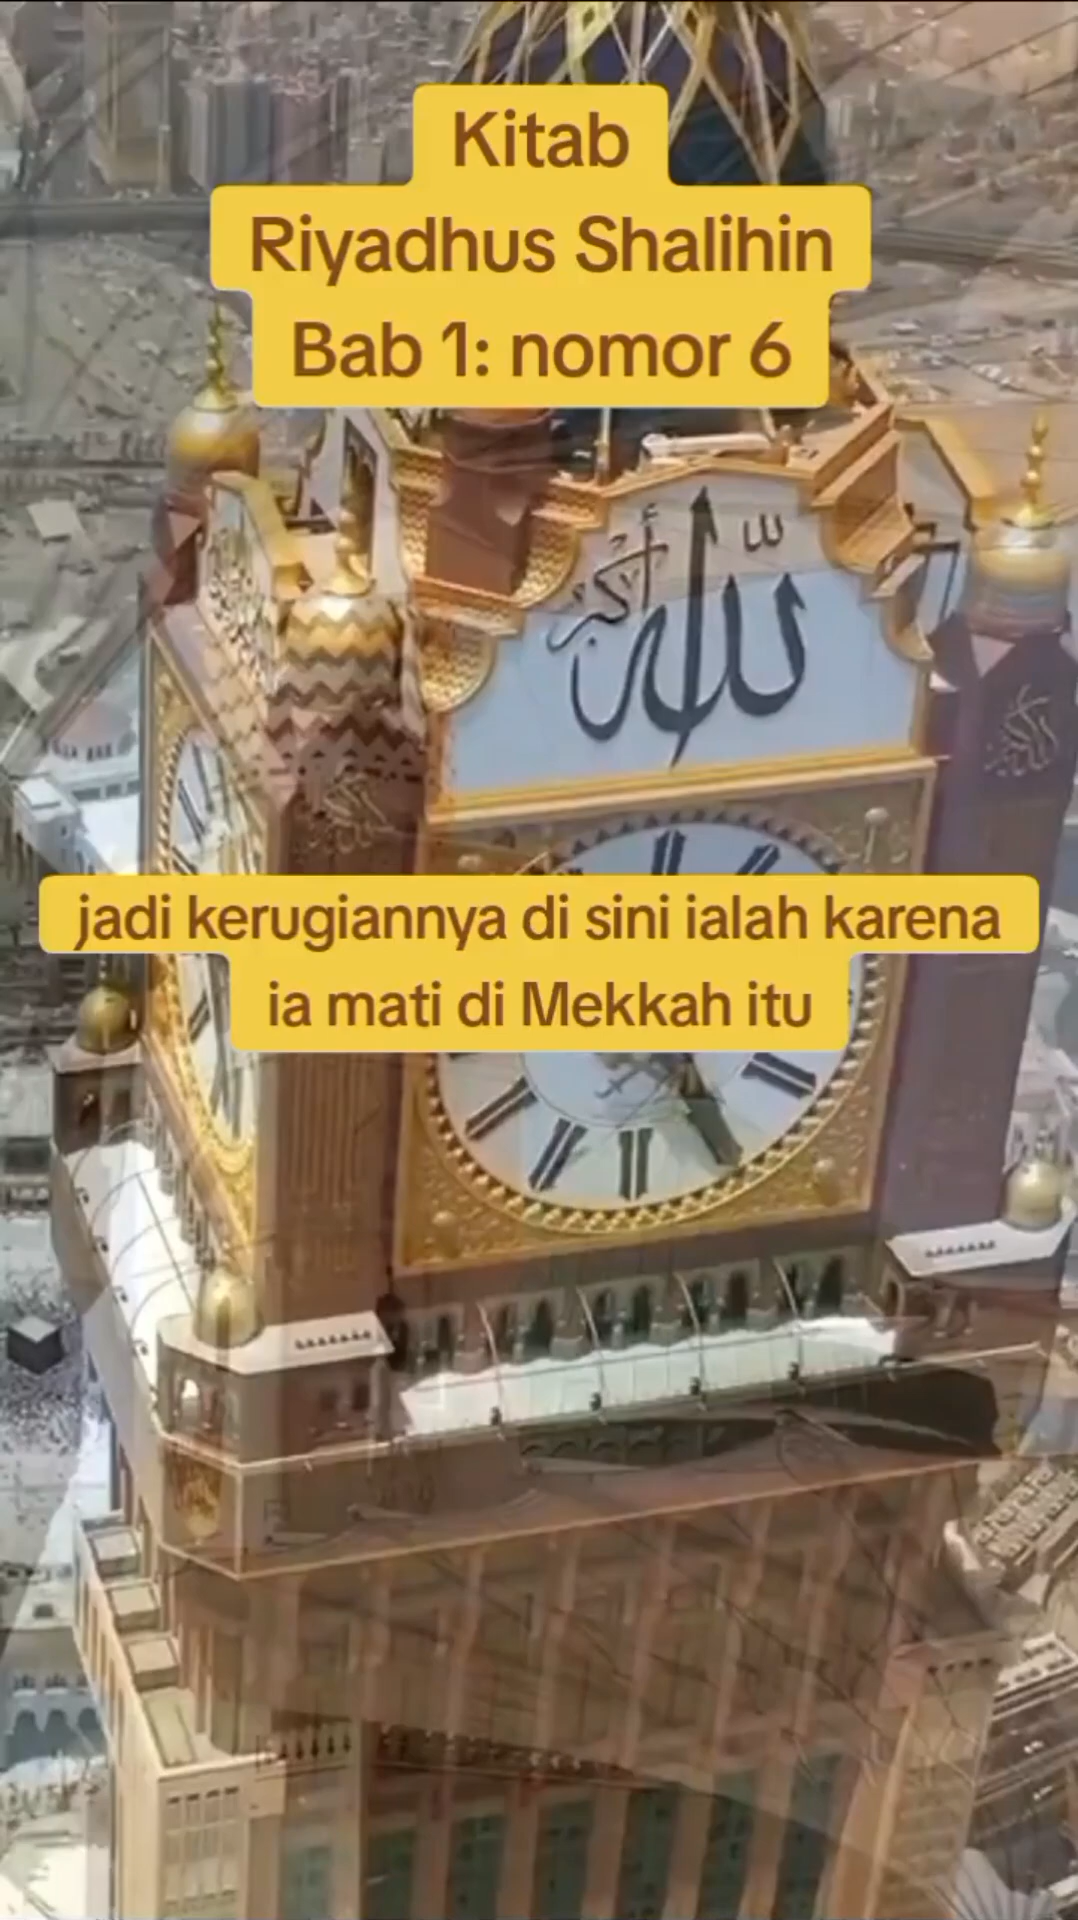 Kitab
Riyadhus Shalihin
Bab 1: nomor 6
الله أكبر
jadi kerugiannya di sini ialah karena
ia mati di Mekkah itu